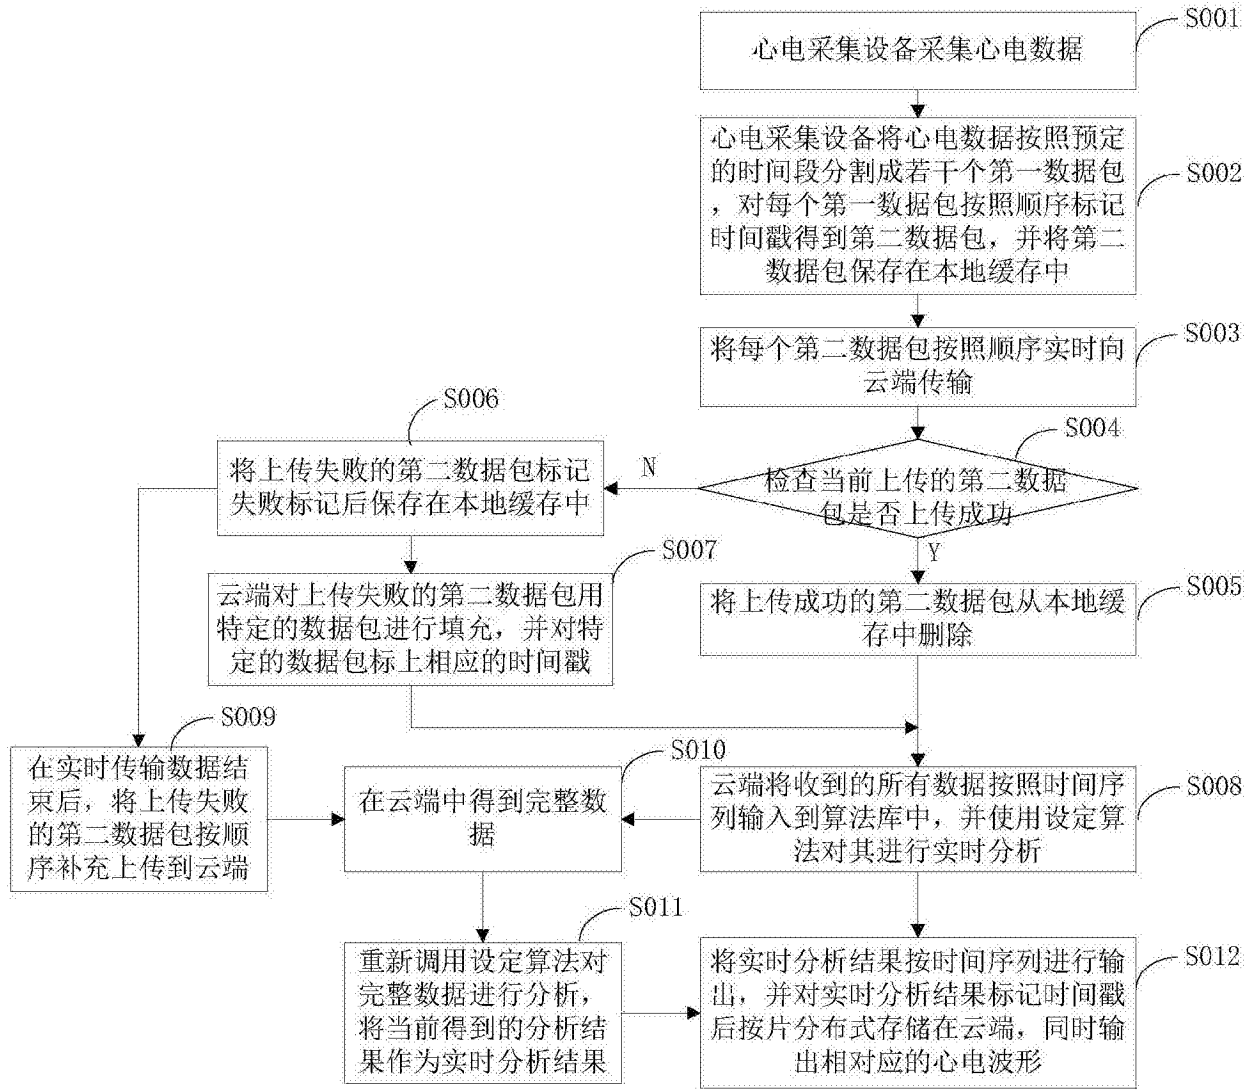 S001
心电采集设备采集心电数据
心电采集设备将心电数据按照预定
的时间段分割成若干个第一数据包
，对每个第一数据包按照顺序标记
时间戳得到第二数据包，并将第二
数据包保存在本地缓存中
S002
将每个第二数据包按照顺序实时向
云端传输
S003
S004
检查当前上传的第二数据
包是否上传成功
N
Y
S006
将上传失败的第二数据包标记
失败标记后保存在本地缓存中
S007
云端对上传失败的第二数据包用
特定的数据包进行填充，并对特
定的数据包标上相应的时间戳
S005
将上传成功的第二数据包从本地缓
存中删除
S009
在实时传输数据结
束后，将上传失败
的第二数据包按顺
序补充上传到云端
S010
在云端中得到完整数
据
S008
云端将收到的所有数据按照时间序
列输入到算法库中，并使用设定算
法对其进行实时分析
S011
重新调用设定算法对
完整数据进行分析，
将当前得到的分析结
果作为实时分析结果
S012
将实时分析结果按时间序列进行输
出，并对实时分析结果标记时间戳
后按片分布式存储在云端，同时输
出相对应的心电波形